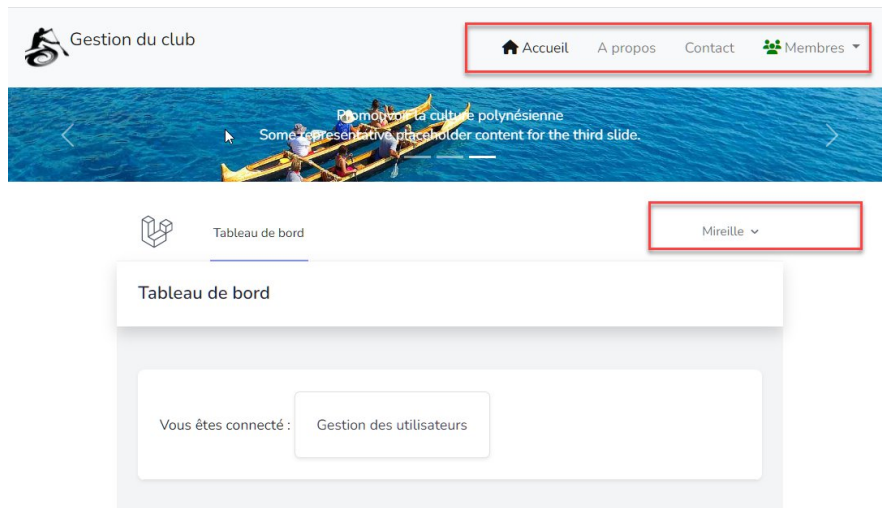 Gestion du club
Accueil A propos Contact Membres
Promouvoir la culture polynésienne
Some representative placeholder content for the third slide.
Tableau de bord Mireille
Tableau de bord
Vous êtes connecté : Gestion des utilisateurs